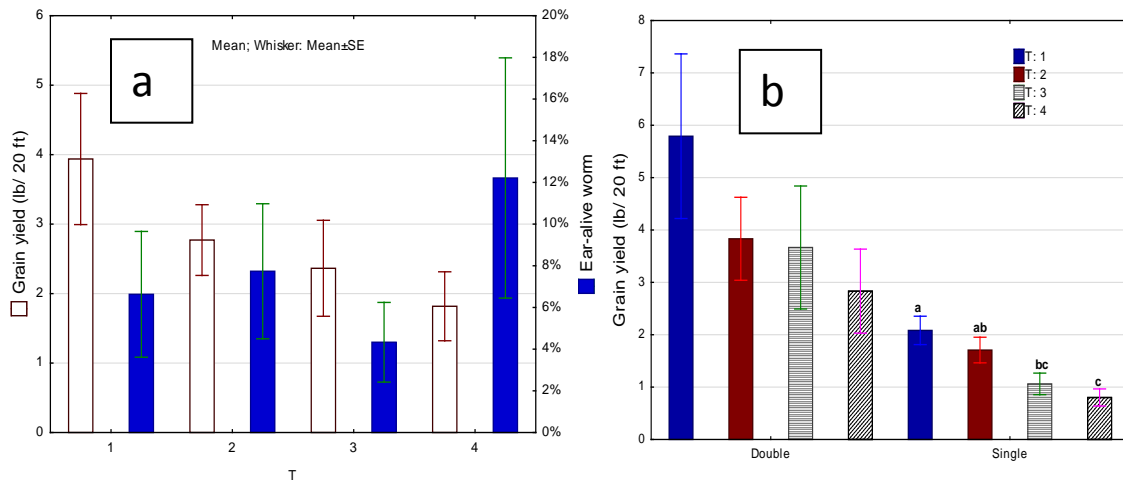 a
Mean; Whisker: Mean±SE
Grain yield (lb/ 20 ft)
6
5
4
3
2
1
0
20%
18%
16%
14%
12%
10%
8%
6%
4%
2%
0%
Ear-alive worm
1 2 3 4
T
b
Grain yield (lb/ 20 ft)
8
7
6
5
4
3
2
1
0
T: 1
T: 2
T: 3
T: 4
a
ab
bc
c
Double Single